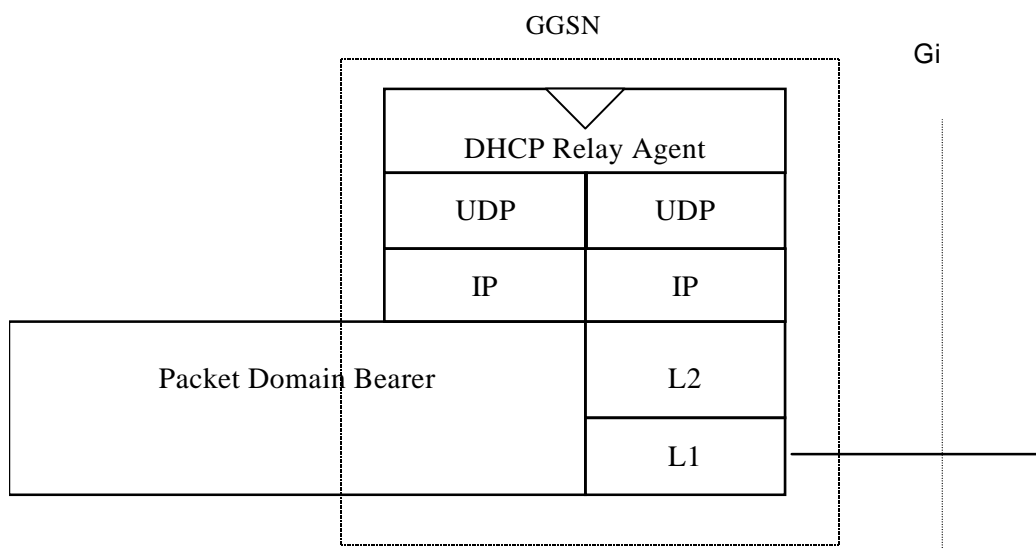 GGSN
Gi
DHCP Relay Agent
UDP UDP
IP IP
Packet Domain Bearer L2
L1